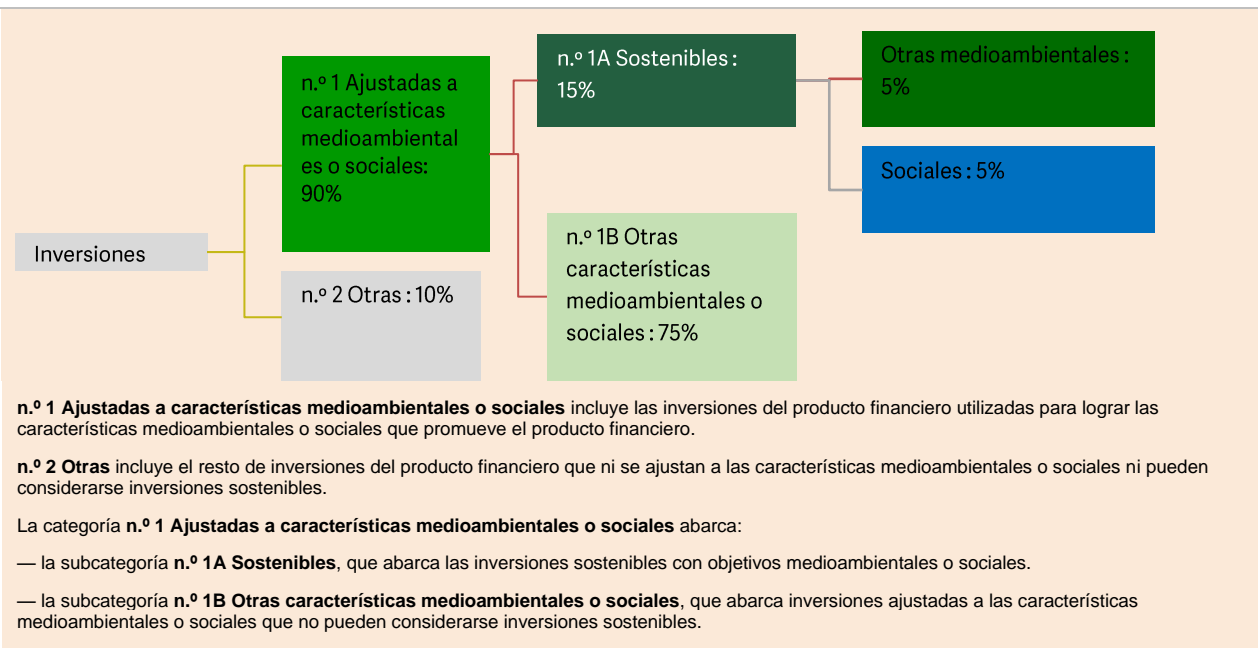 Inversiones
n.º 1 Ajustadas a
características
medioambiental
es o sociales:
90%
n.º 2 Otras : 10%
n.º 1A Sostenibles :
15%
n.º 1B Otras
características
medioambientales o
sociales : 75%
Otras medioambientales :
5%
Sociales : 5%
n.º 1 Ajustadas a características medioambientales o sociales incluye las inversiones del producto financiero utilizadas para lograr las
características medioambientales o sociales que promueve el producto financiero.
n.º 2 Otras incluye el resto de inversiones del producto financiero que ni se ajustan a las características medioambientales o sociales ni pueden
considerarse inversiones sostenibles.
La categoría n.º 1 Ajustadas a características medioambientales o sociales abarca:
— la subcategoría n.º 1A Sostenibles, que abarca las inversiones sostenibles con objetivos medioambientales o sociales.
— la subcategoría n.º 1B Otras características medioambientales o sociales, que abarca inversiones ajustadas a las características
medioambientales o sociales que no pueden considerarse inversiones sostenibles.